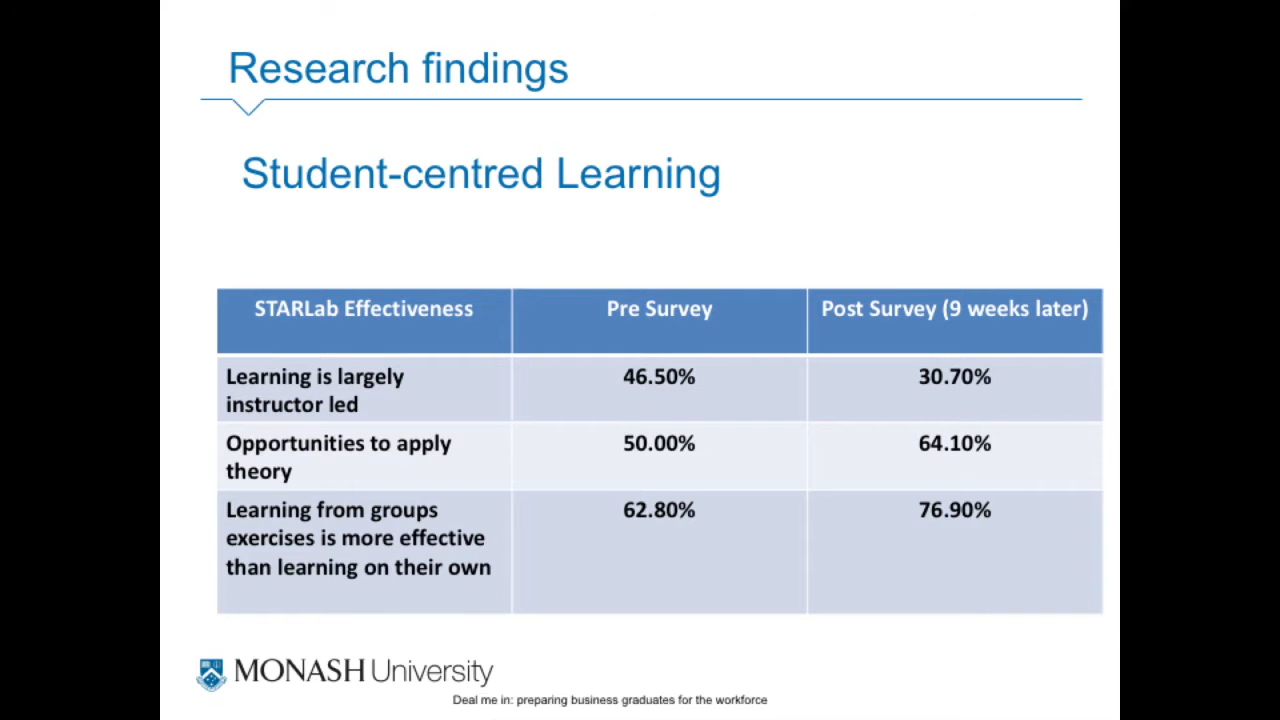 Research findings
Student-centred Learning
STARLab Effectiveness
Pre Survey
Post Survey (9 weeks later)
Learning is largely
instructor led
46.50%
30.70%
Opportunities to apply
theory
50.00%
64.10%
Learning from groups
exercises is more effective
than learning on their own
62.80%
76.90%
MONASH University
Deal me in: preparing business graduates for the workforce